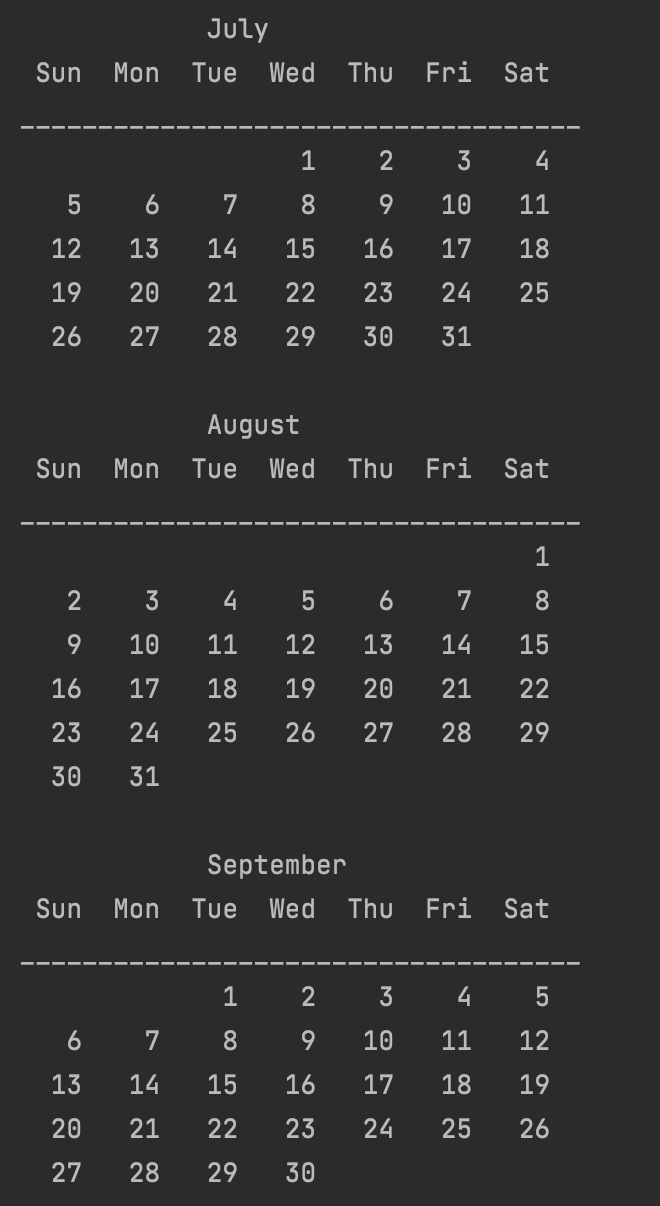 July
Sun Mon Tue Wed Thu Fri Sat
------------------------------------
1 2 3 4
5 6 7 8 9 10 11
12 13 14 15 16 17 18
19 20 21 22 23 24 25
26 27 28 29 30 31
August
Sun Mon Tue Wed Thu Fri Sat
------------------------------------
1
2 3 4 5 6 7 8
9 10 11 12 13 14 15
16 17 18 19 20 21 22
23 24 25 26 27 28 29
30 31
September
Sun Mon Tue Wed Thu Fri Sat
------------------------------------
1 2 3 4 5
6 7 8 9 10 11 12
13 14 15 16 17 18 19
20 21 22 23 24 25 26
27 28 29 30